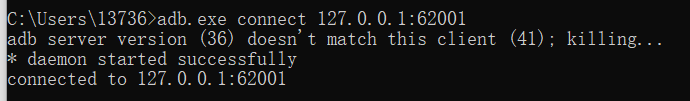 C:\Users\13736>adb.exe connect 127.0.0.1:62001
adb server version (36) doesn't match this client (41); killing...
* daemon started successfully
connected to 127.0.0.1:62001